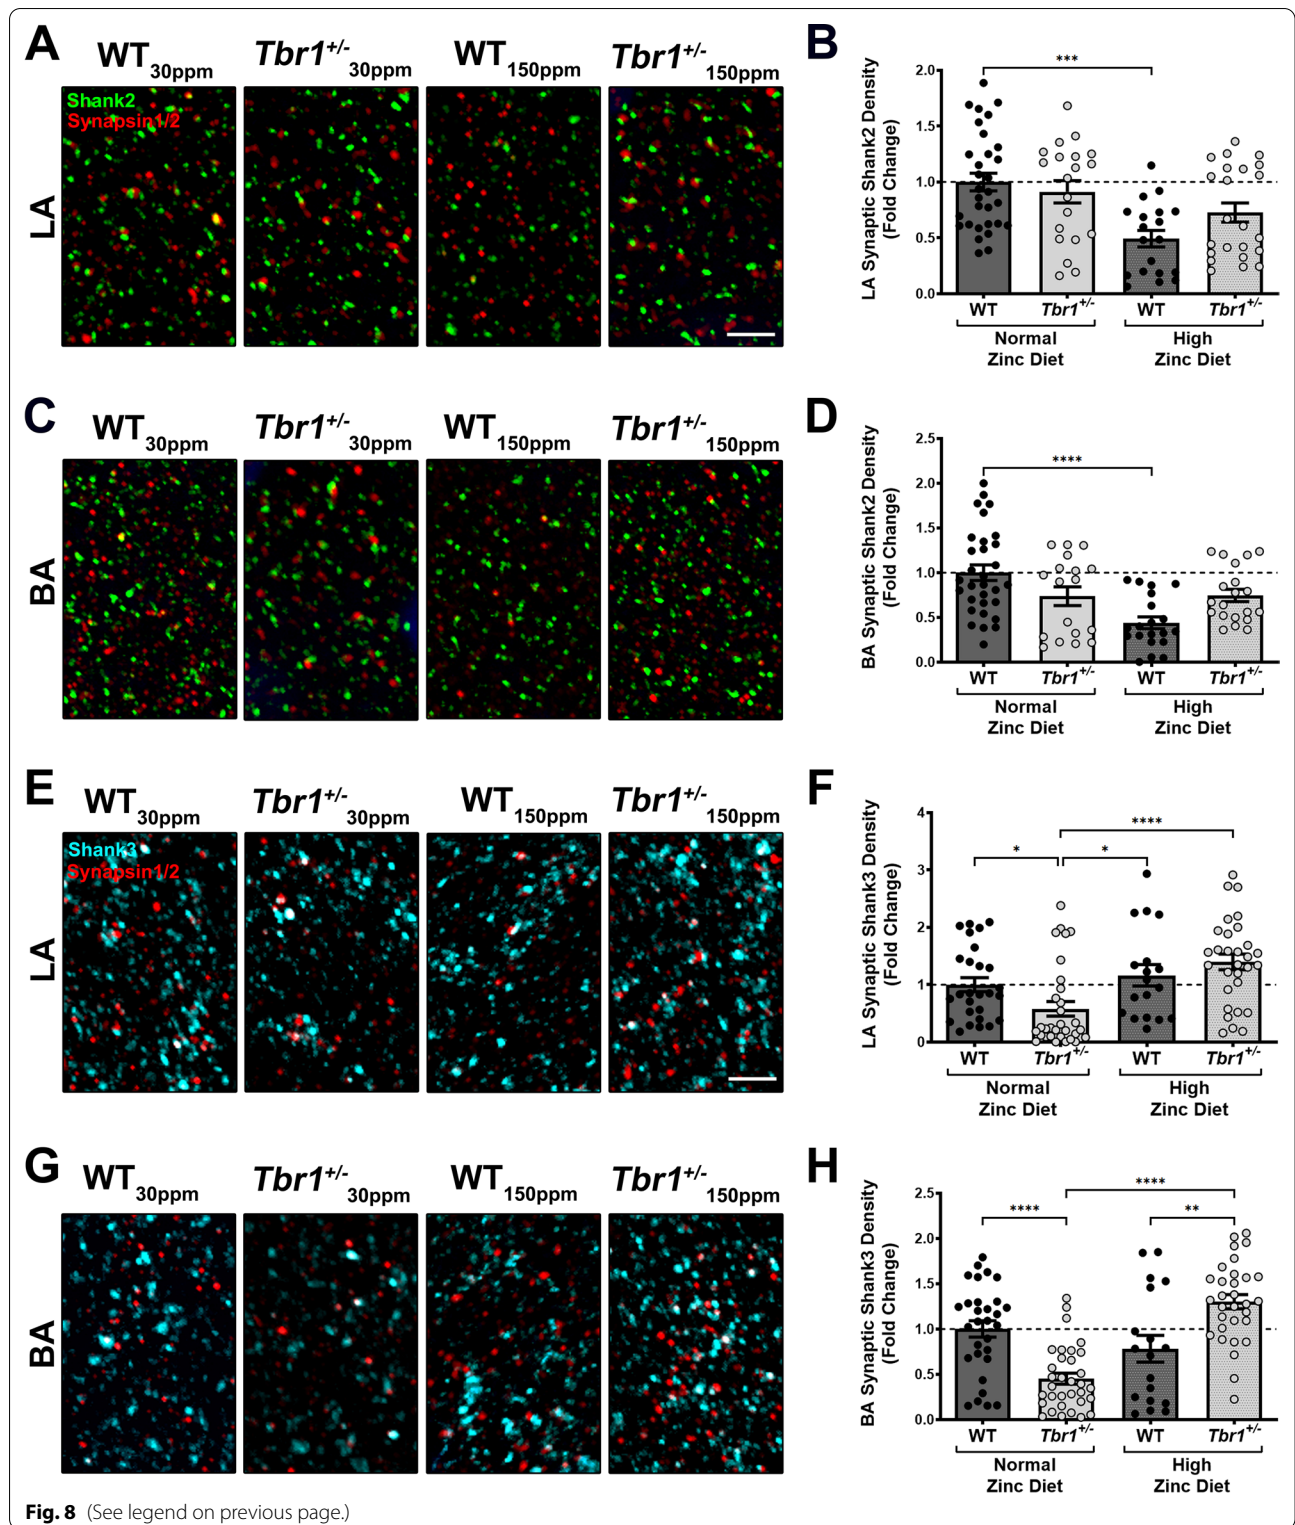 A
WT30ppm
Tbr1+/-30ppm
WT150ppm
Tbr1+/-150ppm
Shank2
Synapsin1/2
LA
B
LA Synaptic Shank2 Density
(Fold Change)
2.0
1.5
1.0
0.5
0.0
***
WT
Tbr1+/-
WT
Tbr1+/-
Normal
Zinc Diet
High
Zinc Diet
C
WT30ppm
Tbr1+/-30ppm
WT150ppm
Tbr1+/-150ppm
BA
D
BA Synaptic Shank2 Density
(Fold Change)
2.5
2.0
1.5
1.0
0.5
0.0
****
WT
Tbr1+/-
WT
Tbr1+/-
Normal
Zinc Diet
High
Zinc Diet
E
WT30ppm
Tbr1+/-30ppm
WT150ppm
Tbr1+/-150ppm
Shank3
Synapsin1/2
LA
F
LA Synaptic Shank3 Density
(Fold Change)
4
3
2
1
0
****
*
*
WT
Tbr1+/-
WT
Tbr1+/-
Normal
Zinc Diet
High
Zinc Diet
G
WT30ppm
Tbr1+/-30ppm
WT150ppm
Tbr1+/-150ppm
BA
H
BA Synaptic Shank3 Density
(Fold Change)
2.5
2.0
1.5
1.0
0.5
0.0
****
****
**
WT
Tbr1+/-
WT
Tbr1+/-
Normal
Zinc Diet
High
Zinc Diet
Fig. 8 (See legend on previous page.)